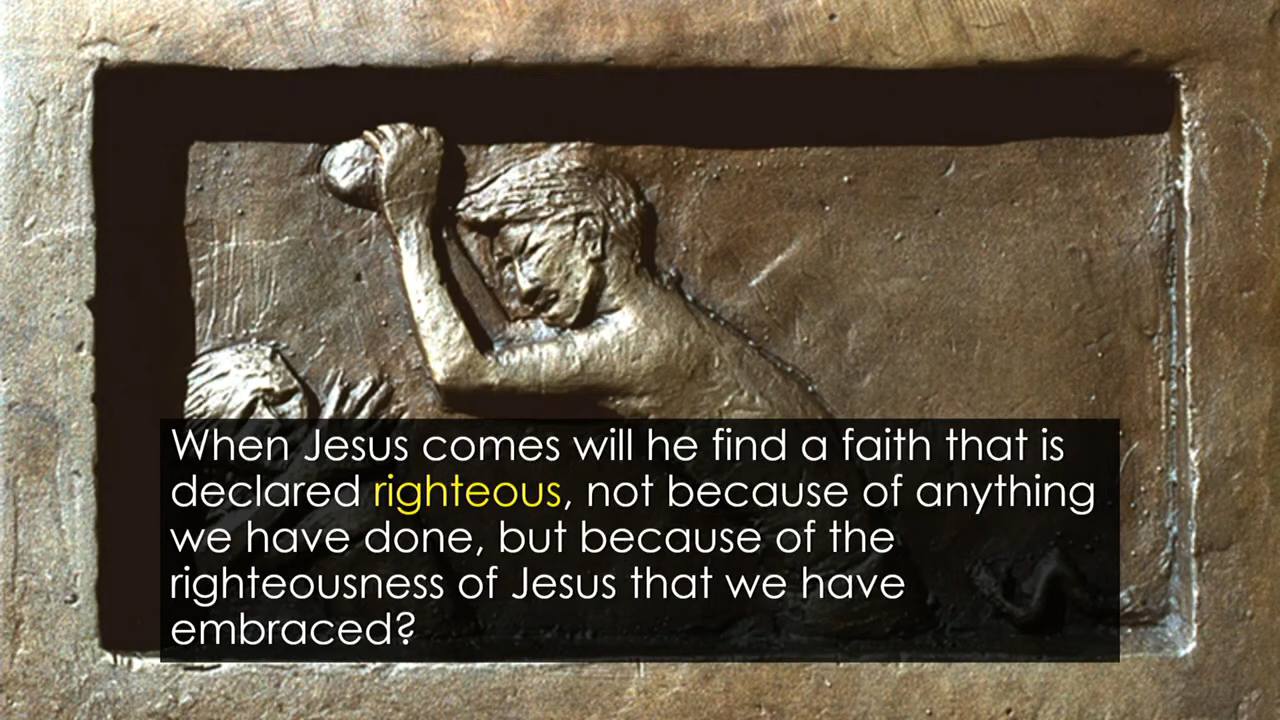 When Jesus comes will he find a faith that is
declared righteous, not because of anything
we have done, but because of the
righteousness of Jesus that we have
embraced?